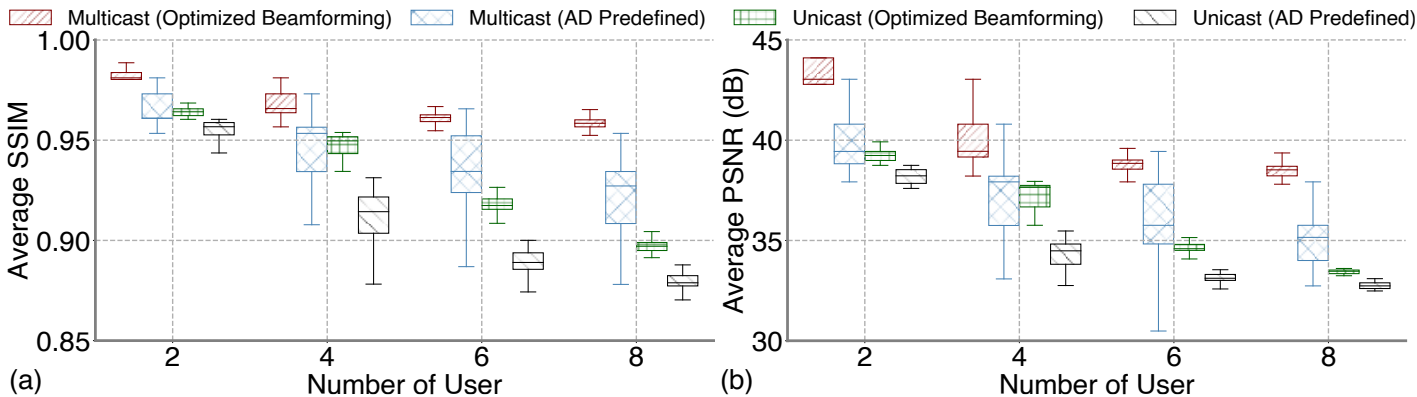 Multicast (Optimized Beamforming) Multicast (AD Predefined) Unicast (Optimized Beamforming) Unicast (AD Predefined)
Average SSIM
1.00
0.95
0.90
0.85
2 4 6 8
Number of User
(a)
Average PSNR (dB)
45
40
35
30
2 4 6 8
Number of User
(b)